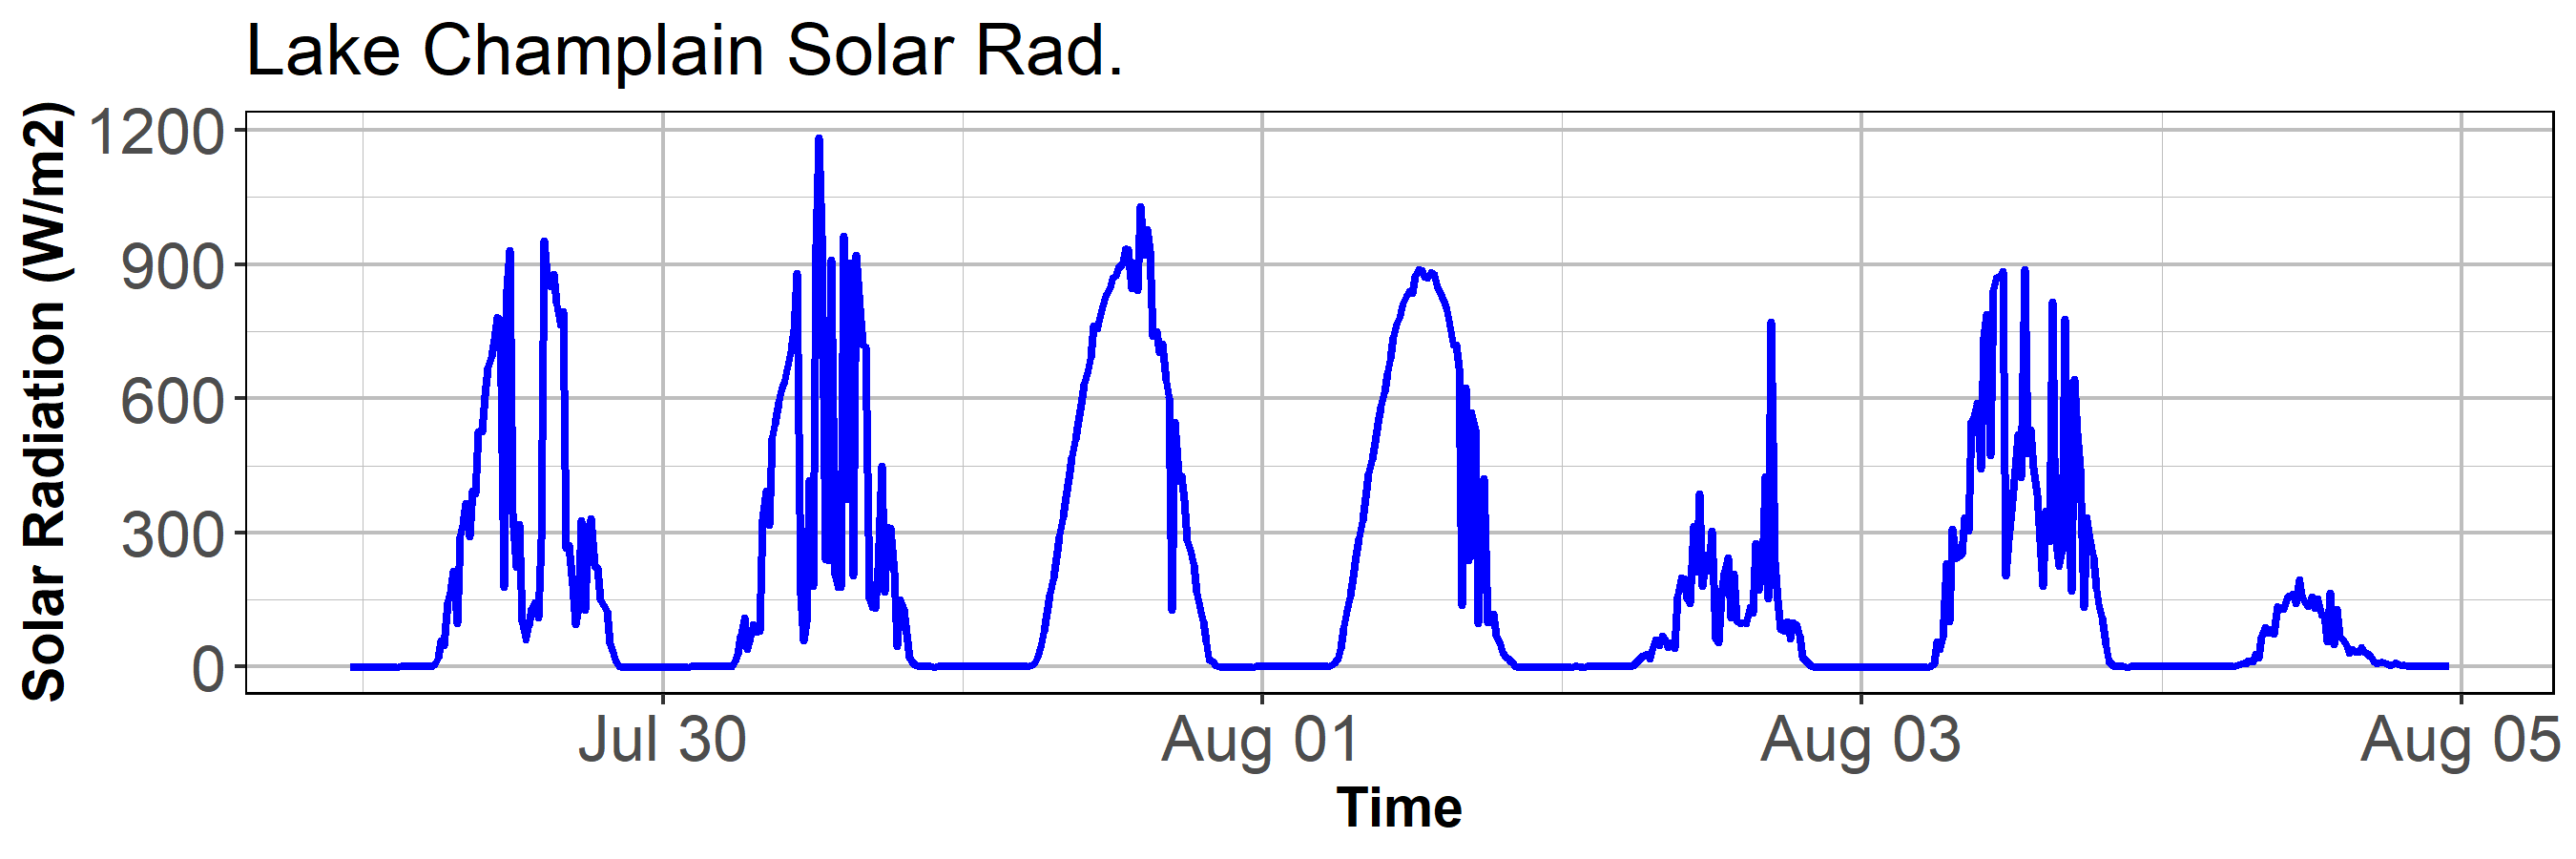 Lake Champlain Solar Rad.
Solar Radiation (W/m2)
1200
900
600
300
0
Jul 30
Aug 01
Aug 03
Aug 05
Time